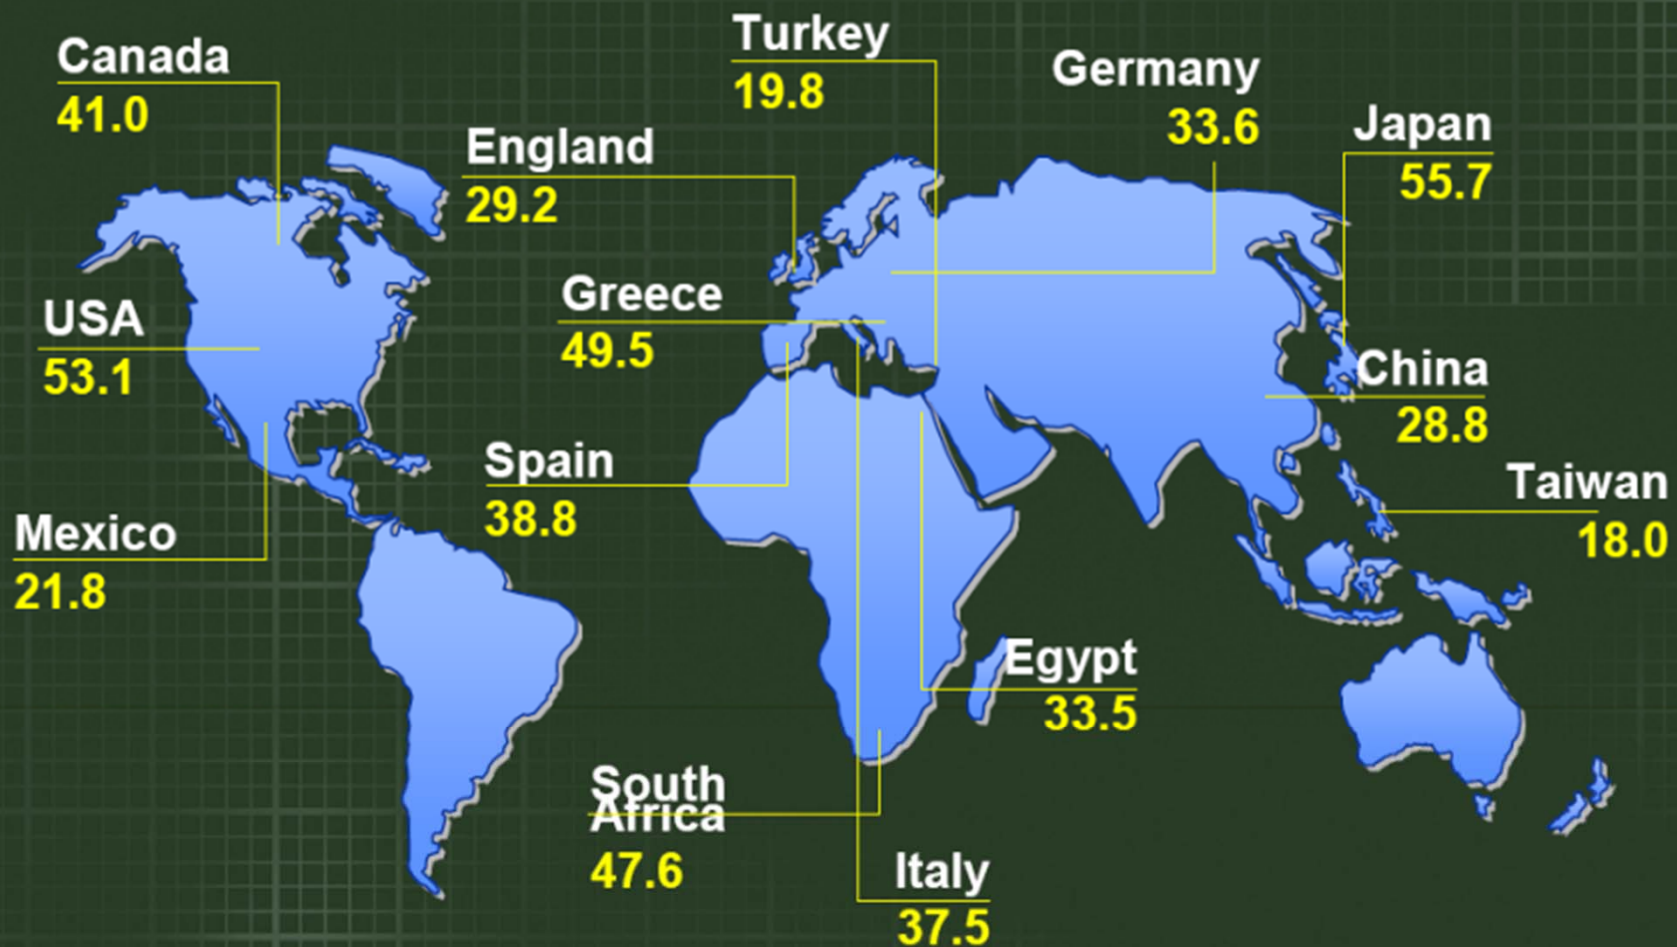 Canada
41.0
Turkey
19.8
Germany
33.6
Japan
55.7
England
29.2
Greece
49.5
USA
53.1
China
28.8
Spain
38.8
Taiwan
18.0
Mexico
21.8
Egypt
33.5
South
Africa
47.6
Italy
37.5